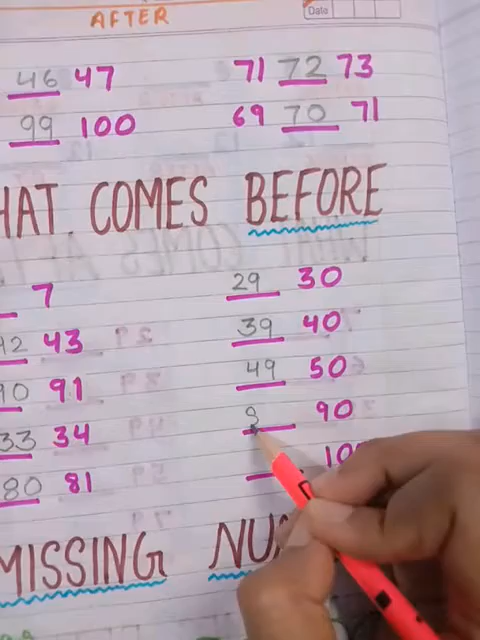 AFTER
Date
46 47 71 72 73
99 100 69 70 71
HAT COMES BEFORE
7 29 30
42 43 39 40
90 91 49 50
33 34 90
80 81
MISSING